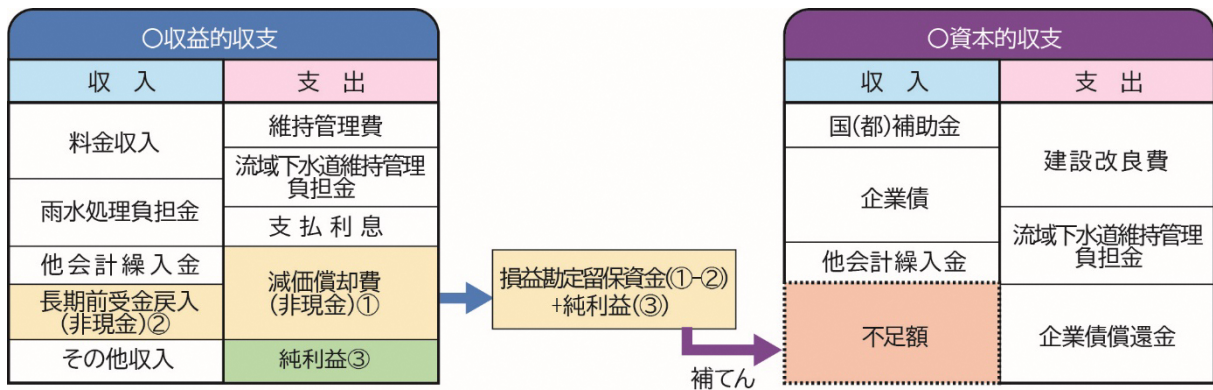 〇収益的収支
収　入
支　出
料金収入
雨水処理負担金
他会計繰入金
長期前受金戻入
(非現金)②
その他収入
維持管理費
流域下水道維持管理
負担金
支払利息
減価償却費
(非現金)①
純利益③
損益勘定留保資金(①-②)
+純利益(③)
補てん
〇資本的収支
収　入
支　出
国(都)補助金
企業債
他会計繰入金
不足額
建設改良費
流域下水道維持管理
負担金
企業債償還金